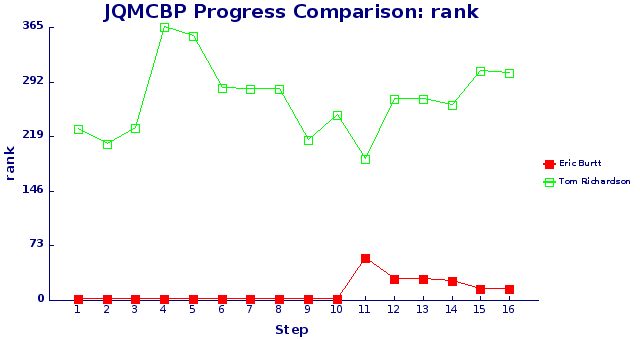 JQMCBP Progress Comparison: rank
365
292
219
146
73
0
rank
1 2 3 4 5 6 7 8 9 10 11 12 13 14 15 16
Step
Eric Burtt
Tom Richardson